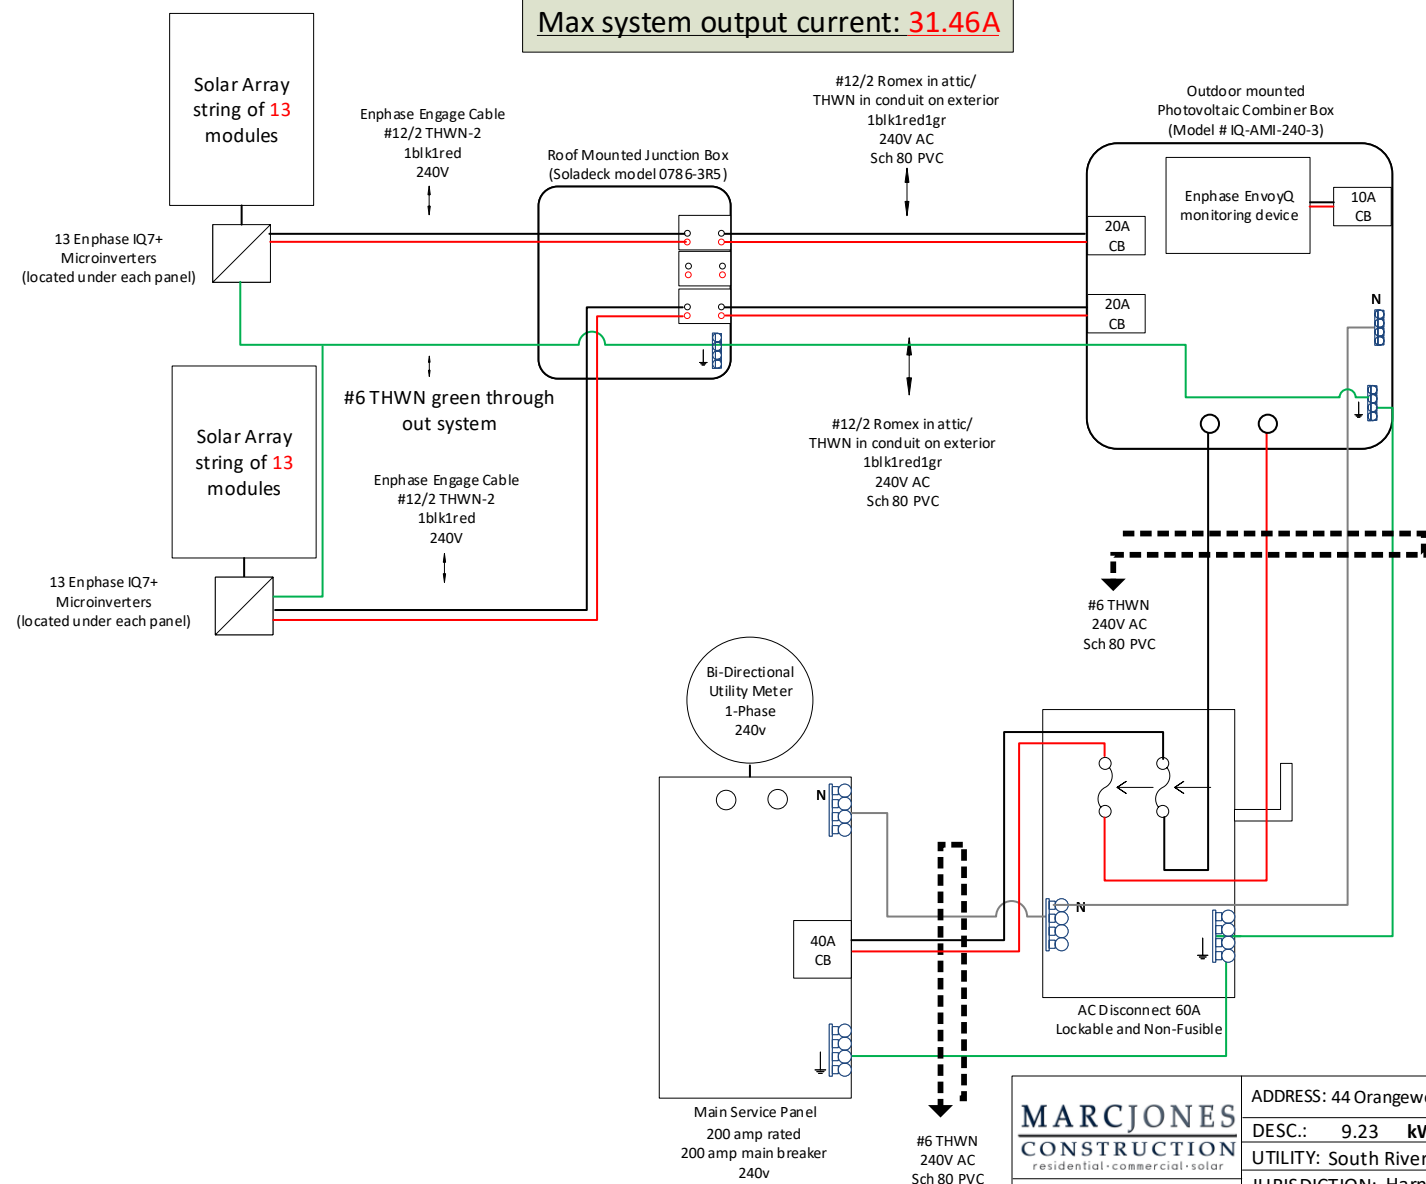 Max system output current: 31.46A
Solar Array
string of 13
modules
Enphase Engage Cable
#12/2 THWN-2
1blk1red
240V
Roof Mounted Junction Box
(Soladeck model 0786-3R5)
#12/2 Romex in attic/
THWN in conduit on exterior
1blk1red1gr
240V AC
Sch 80 PVC
Outdoor mounted
Photovoltaic Combiner Box
(Model # IQ-AMI-240-3)
Enphase EnvoyQ
monitoring device
10A
CB
20A
CB
13 Enphase IQ7+
Microinverters
(located under each panel)
20A
CB
N
#6 THWN green through
out system
Solar Array
string of 13
modules
#12/2 Romex in attic/
THWN in conduit on exterior
1blk1red1gr
240V AC
Sch 80 PVC
Enphase Engage Cable
#12/2 THWN-2
1blk1red
240V
13 Enphase IQ7+
Microinverters
(located under each panel)
#6 THWN
240V AC
Sch 80 PVC
Bi-Directional
Utility Meter
1-Phase
240v
N
N
40A
CB
AC Disconnect 60A
Lockable and Non-Fusible
Main Service Panel
200 amp rated
200 amp main breaker
240v
#6 THWN
240V AC
Sch 80 PVC
MARCJONES
CONSTRUCTION
residential·commercial·solar
ADDRESS: 44
DESC.: 9.23
UTILITY: South River
JURISDICTION: